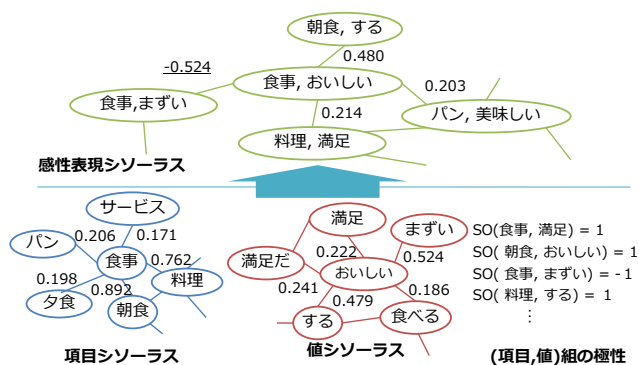 朝食, する
-0.524
0.480
食事, おいしい
0.203
食事,まずい
パン, 美味しい
0.214
料理, 満足
感性表現シソーラス
サービス
満足
まずい
SO(食事, 満足) = 1
パン
0.206
0.171
SO( 朝食, おいしい) = 1
食事
0.762
満足だ
0.222
おいしい
0.524
SO( 食事, まずい) = -1
0.198
0.892
料理
0.241
0.186
SO( 料理, する) = 1
夕食
朝食
0.479
する
食べる
⋮
項目シソーラス
値シソーラス
(項目,値)組の極性